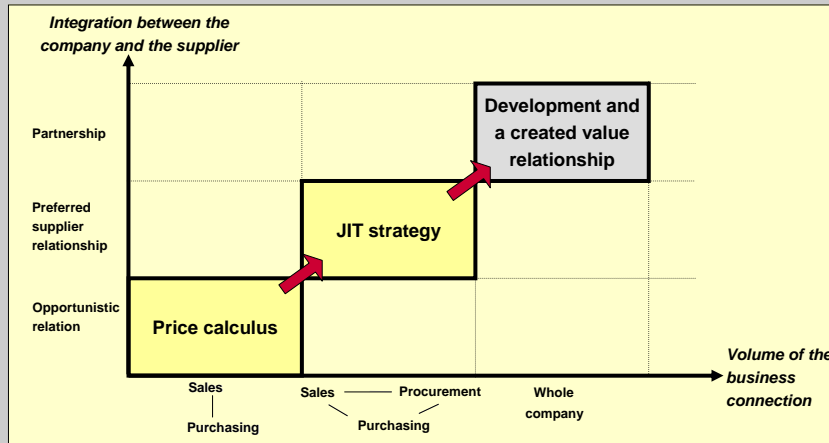 Integration between the
company and the supplier
Development and
a created value
relationship
Partnership
Preferred
supplier
relationship
JIT strategy
Opportunistic
relation
Price calculus
Volume of the
business
connection
Sales
Purchasing
Sales
Procurement
Purchasing
Whole
company